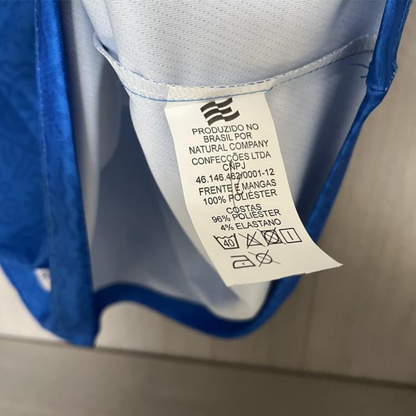 PRODUZIDO NO
BRASIL POR
NATURAL COMPANY
CONFECÇÕES LTDA
CNPJ
46.146.462/0001-12
FRENTE E MANGAS
100% POLIÉSTER
COSTAS
96% POLIÉSTER
4% ELASTANO
40